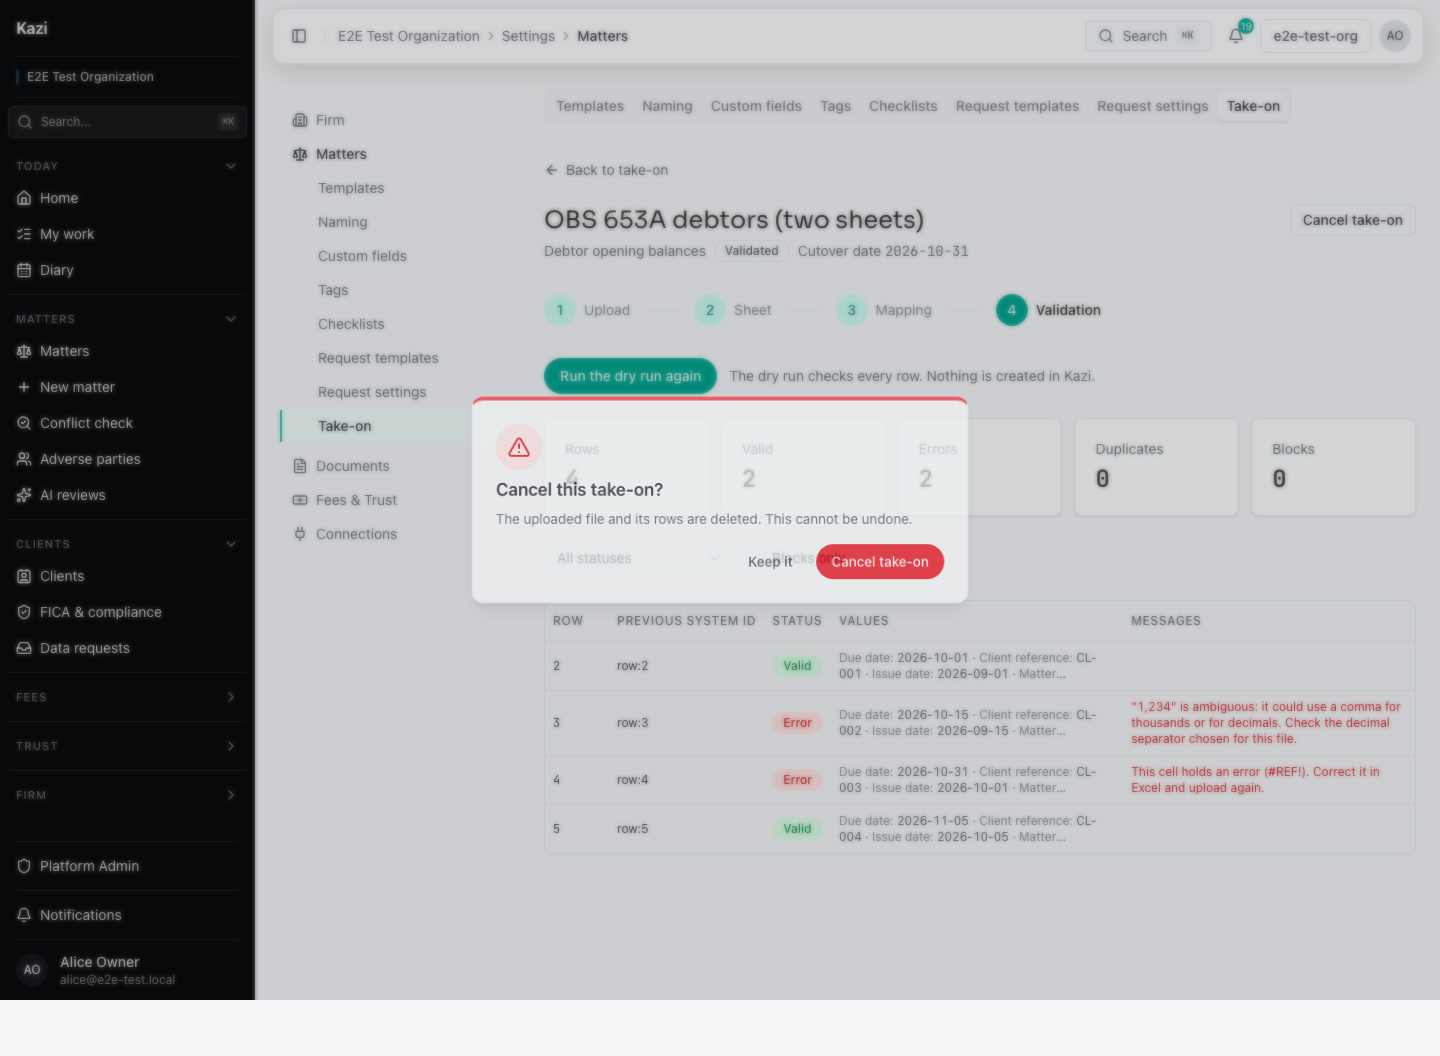 Kazi
E2E Test Organization
Search...
⌘K
TODAY
Home
My work
Diary
MATTERS
Matters
New matter
Conflict check
Adverse parties
AI reviews
CLIENTS
Clients
FICA & compliance
Data requests
FEES
TRUST
FIRM
Platform Admin
Notifications
AO
Alice Owner
alice@e2e-test.local
E2E Test Organization > Settings > Matters
Search ⌘K
19
e2e-test-org
AO
Firm
Matters
Templates
Naming
Custom fields
Tags
Checklists
Request templates
Request settings
Take-on
Documents
Fees & Trust
Connections
Templates Naming Custom fields Tags Checklists Request templates Request settings Take-on
Back to take-on
OBS 653A debtors (two sheets)
Cancel take-on
Debtor opening balances Validated Cutover date 2026-10-31
1 Upload 2 Sheet 3 Mapping 4 Validation
Run the dry run again The dry run checks every row. Nothing is created in Kazi.
Rows Valid Errors Duplicates Blocks
4 2 2 0 0
Cancel this take-on?
The uploaded file and its rows are deleted. This cannot be undone.
All statuses
Blocks only
Keep it
Cancel take-on
ROW PREVIOUS SYSTEM ID STATUS VALUES MESSAGES
2 row:2 Valid Due date: 2026-10-01 · Client reference: CL-
001 · Issue date: 2026-09-01 · Matter...
3 row:3 Error Due date: 2026-10-15 · Client reference: CL-
002 · Issue date: 2026-09-15 · Matter...
"1,234" is ambiguous: it could use a comma for
thousands or for decimals. Check the decimal
separator chosen for this file.
4 row:4 Error Due date: 2026-10-31 · Client reference: CL-
003 · Issue date: 2026-10-01 · Matter...
This cell holds an error (#REF!). Correct it in
Excel and upload again.
5 row:5 Valid Due date: 2026-11-05 · Client reference: CL-
004 · Issue date: 2026-10-05 · Matter...